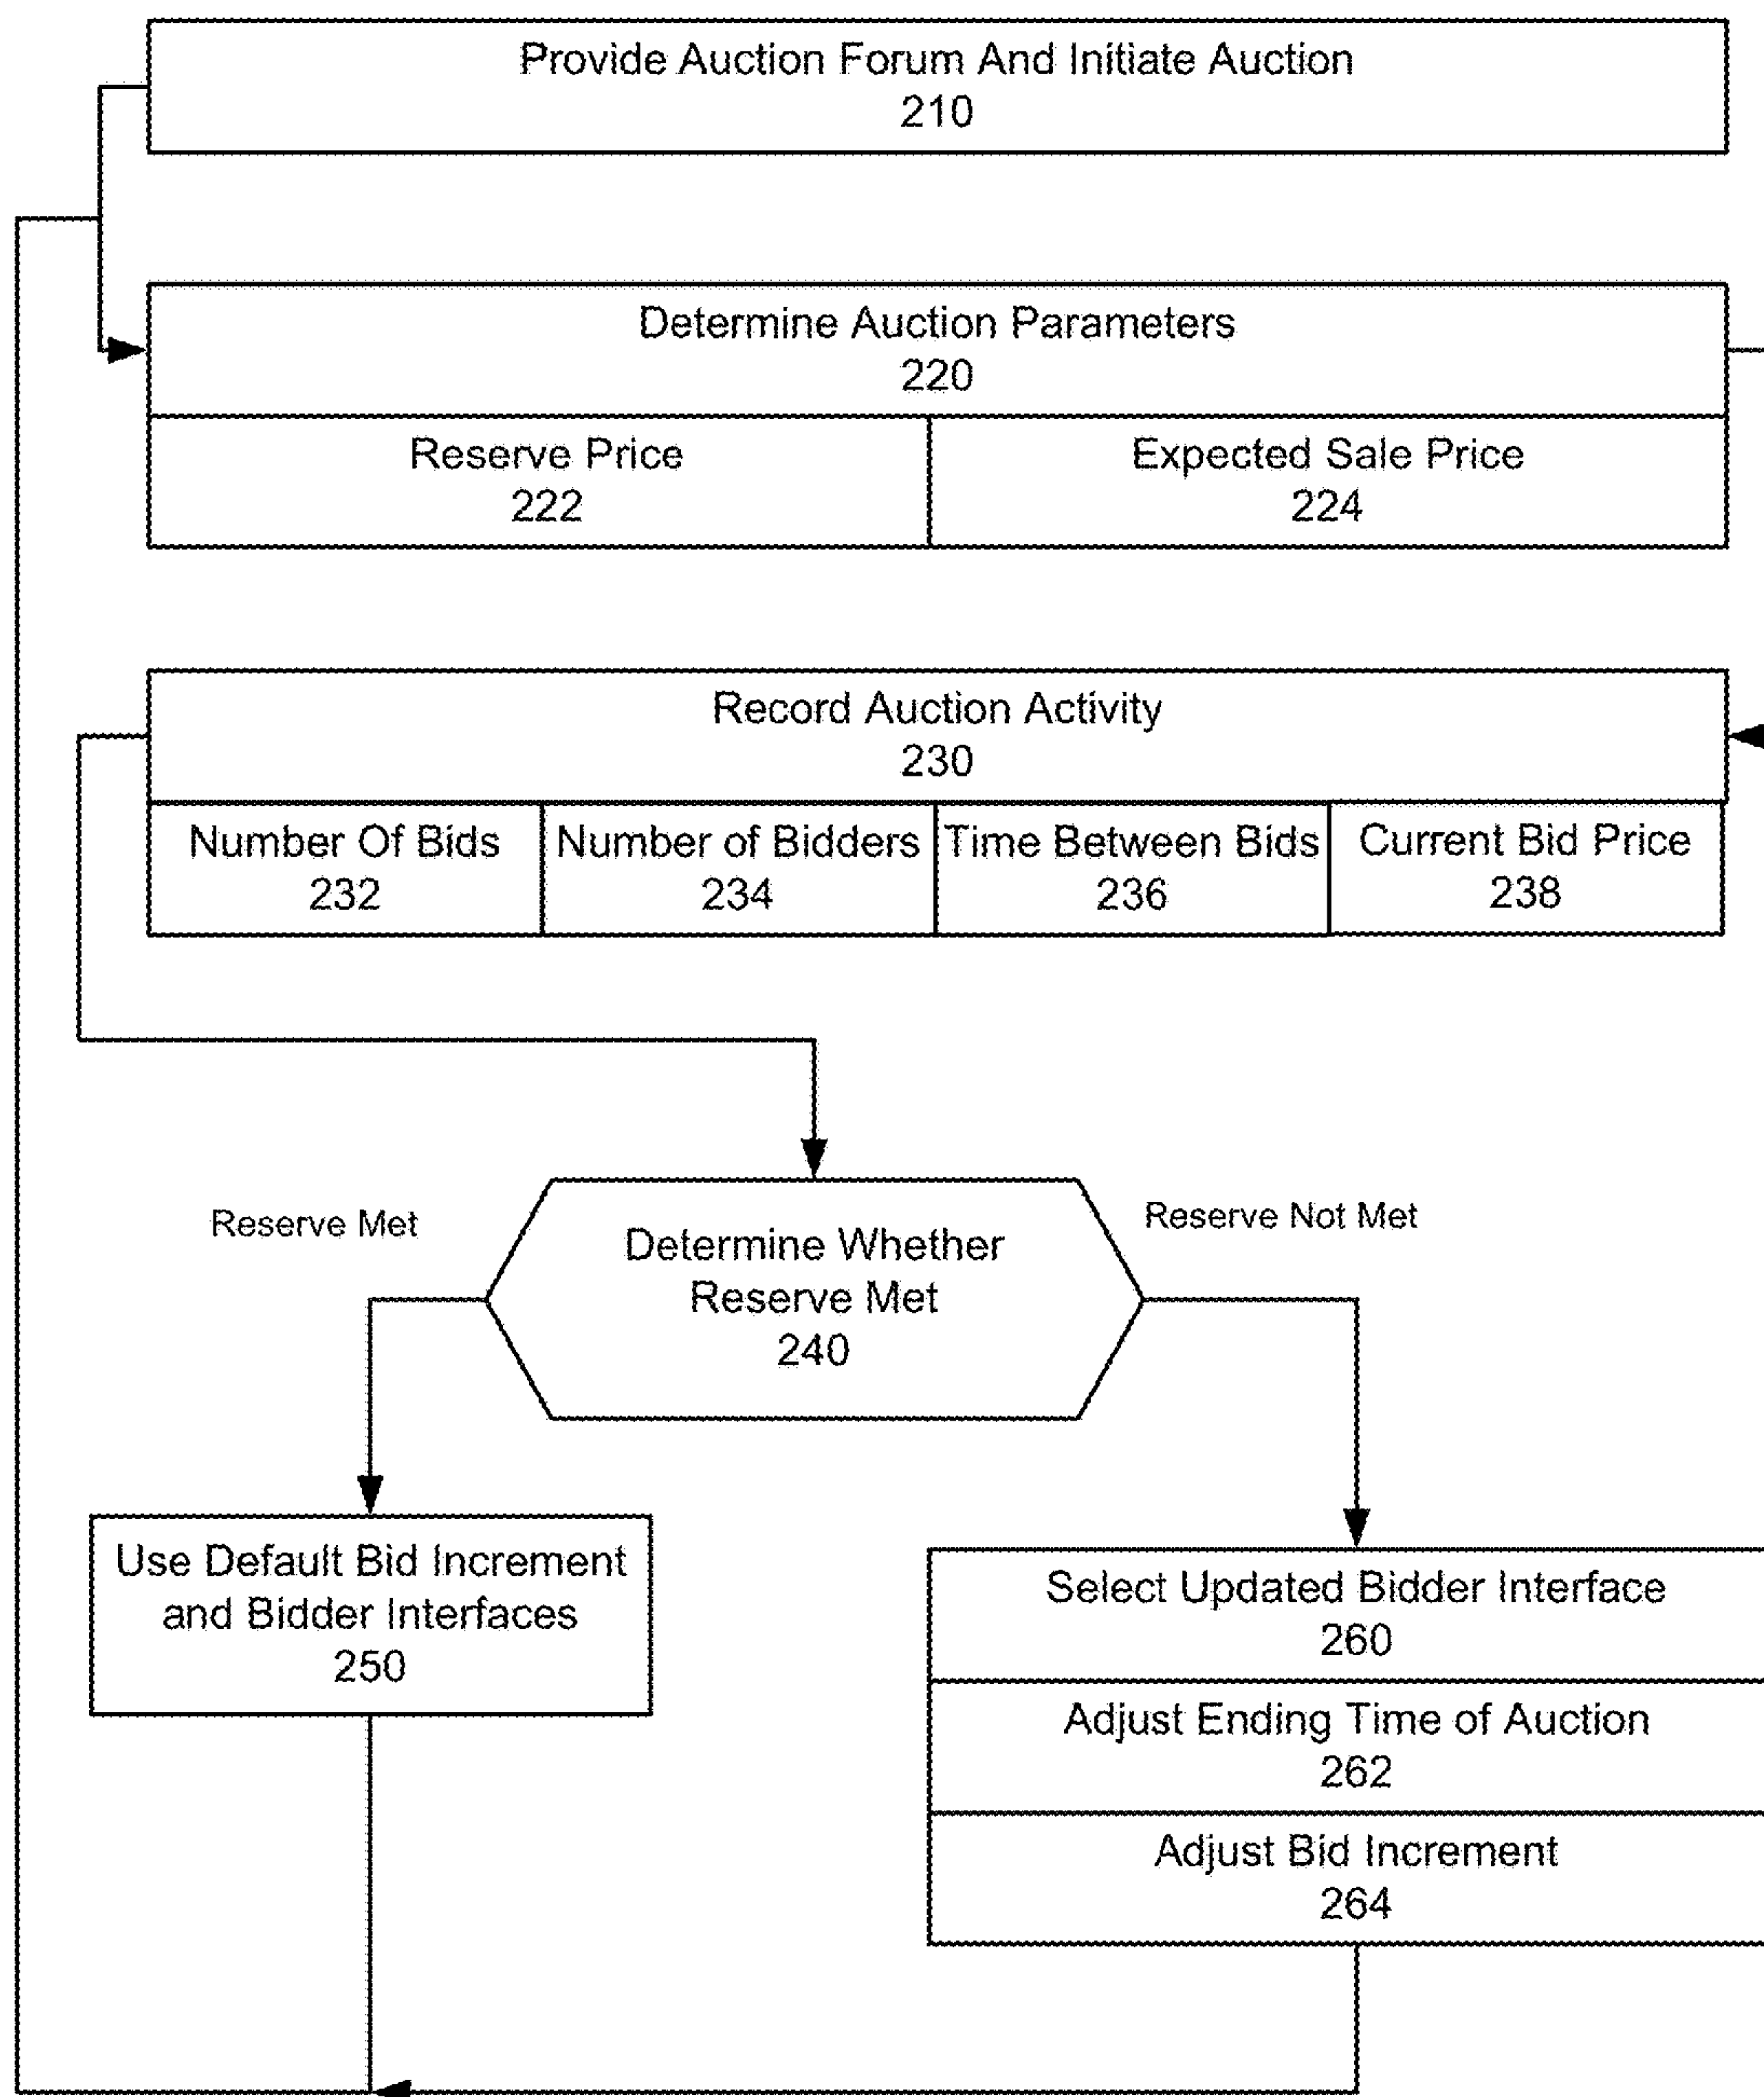 Provide Auction Forum And Initiate Auction
210
Determine Auction Parameters
220
Reserve Price
222
Expected Sale Price
224
Record Auction Activity
230
Number Of Bids
232
Number of Bidders
234
Time Between Bids
236
Current Bid Price
238
Reserve Met
Reserve Not Met
Determine Whether
Reserve Met
240
Use Default Bid Increment
and Bidder Interfaces
250
Select Updated Bidder Interface
260
Adjust Ending Time of Auction
262
Adjust Bid Increment
264